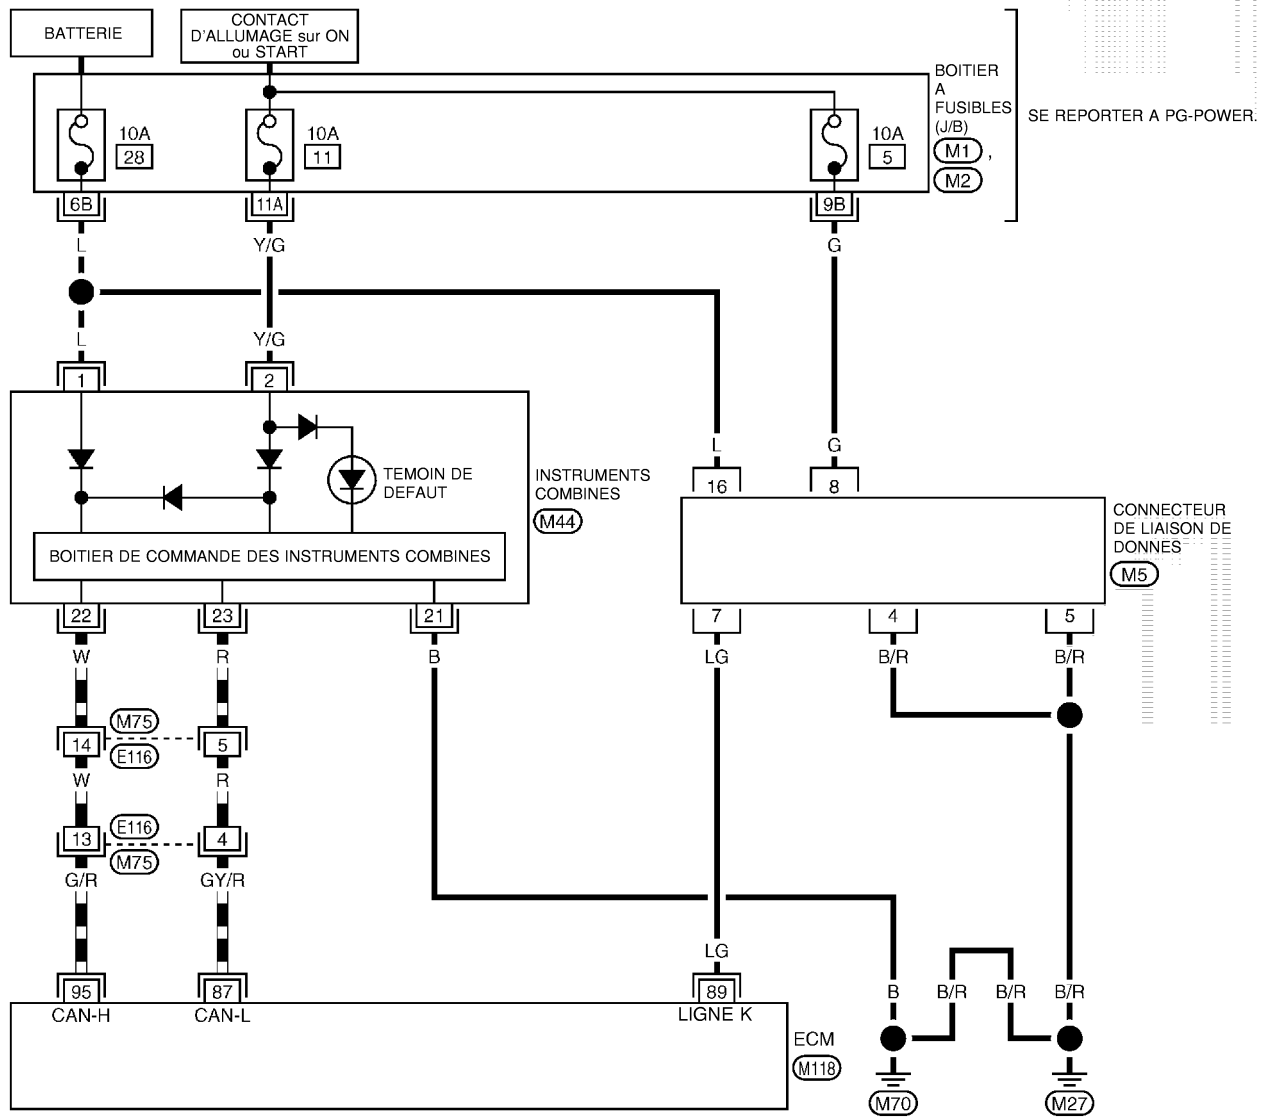 BATTERIE
CONTACT
D'ALLUMAGE sur ON
ou START
BOITIER
A
FUSIBLES
(J/B)
M1 ,
M2
SE REPORTER A PG-POWER.
10A
28
10A
11
10A
5
6B
11A
9B
L
Y/G
G
L
Y/G
1
2
L
G
16
8
TEMOIN DE
DEFAUT
INSTRUMENTS
COMBINES
M44
BOITIER DE COMMANDE DES INSTRUMENTS COMBINES
CONNECTEUR
DE LIAISON DE
DONNES
M5
22
23
21
7
4
5
W
R
B
LG
B/R
B/R
M75
14
5
E116
W
R
E116
13
4
M75
G/R
GY/R
LG
95
87
89
B
B/R
B/R
B/R
CAN-H
CAN-L
LIGNE K
ECM
M118
M70
M27